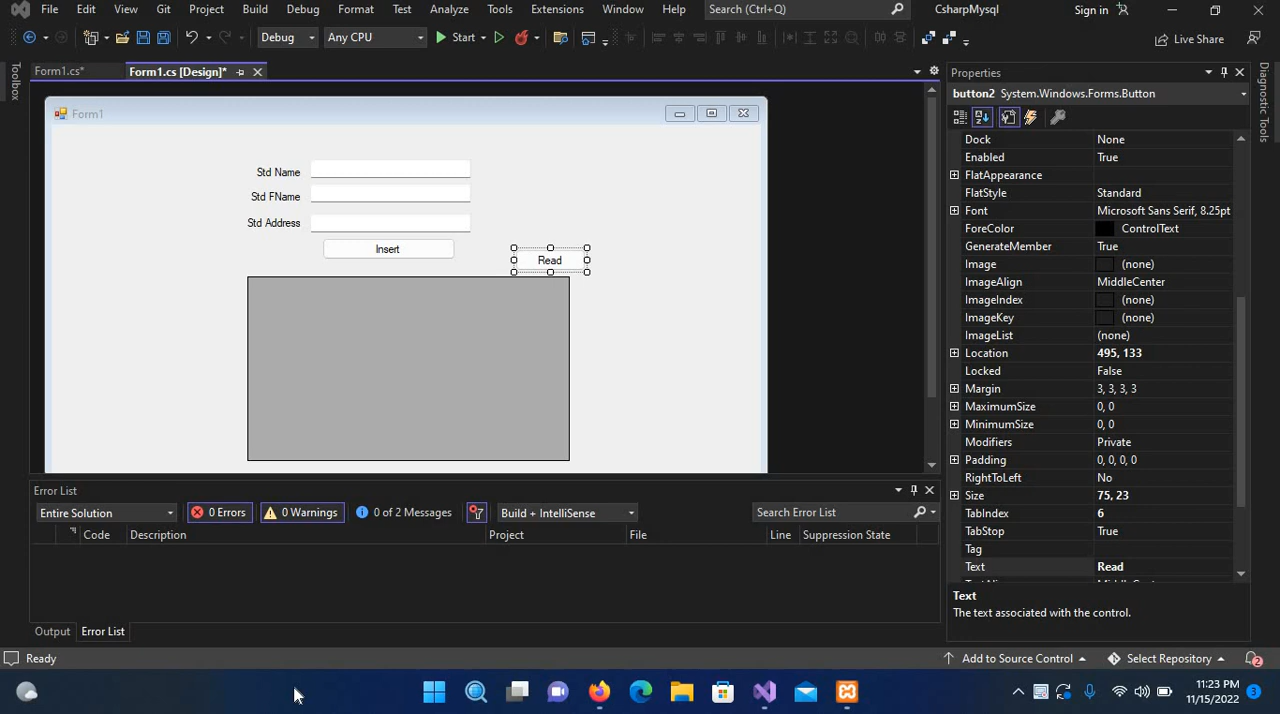 File Edit View Git Project Build Debug Format Test Analyze Tools Extensions Window Help Search (Ctrl+Q) CsharpMysql Sign in
Debug Any CPU Start Live Share
Form1.cs* Form1.cs [Design]*
Toolbox
Form1
Std Name
Std FName
Std Address
Insert
Read
Properties
button2 System.Windows.Forms.Button
Dock None
Enabled True
FlatAppearance
FlatStyle Standard
Font Microsoft Sans Serif, 8.25pt
ForeColor ControlText
GenerateMember True
Image (none)
ImageAlign MiddleCenter
ImageIndex (none)
ImageKey (none)
ImageList (none)
Location 495, 133
Locked False
Margin 3, 3, 3, 3
MaximumSize 0, 0
MinimumSize 0, 0
Modifiers Private
Padding 0, 0, 0, 0
RightToLeft No
Size 75, 23
TabIndex 6
TabStop True
Tag
Text Read
Text
The text associated with the control.
Diagnostic Tools
Error List
Entire Solution 0 Errors 0 Warnings 0 of 2 Messages Build + IntelliSense Search Error List
Code Description Project File Line Suppression State
Output Error List
Ready Add to Source Control Select Repository 2
11:23 PM
11/15/2022 3